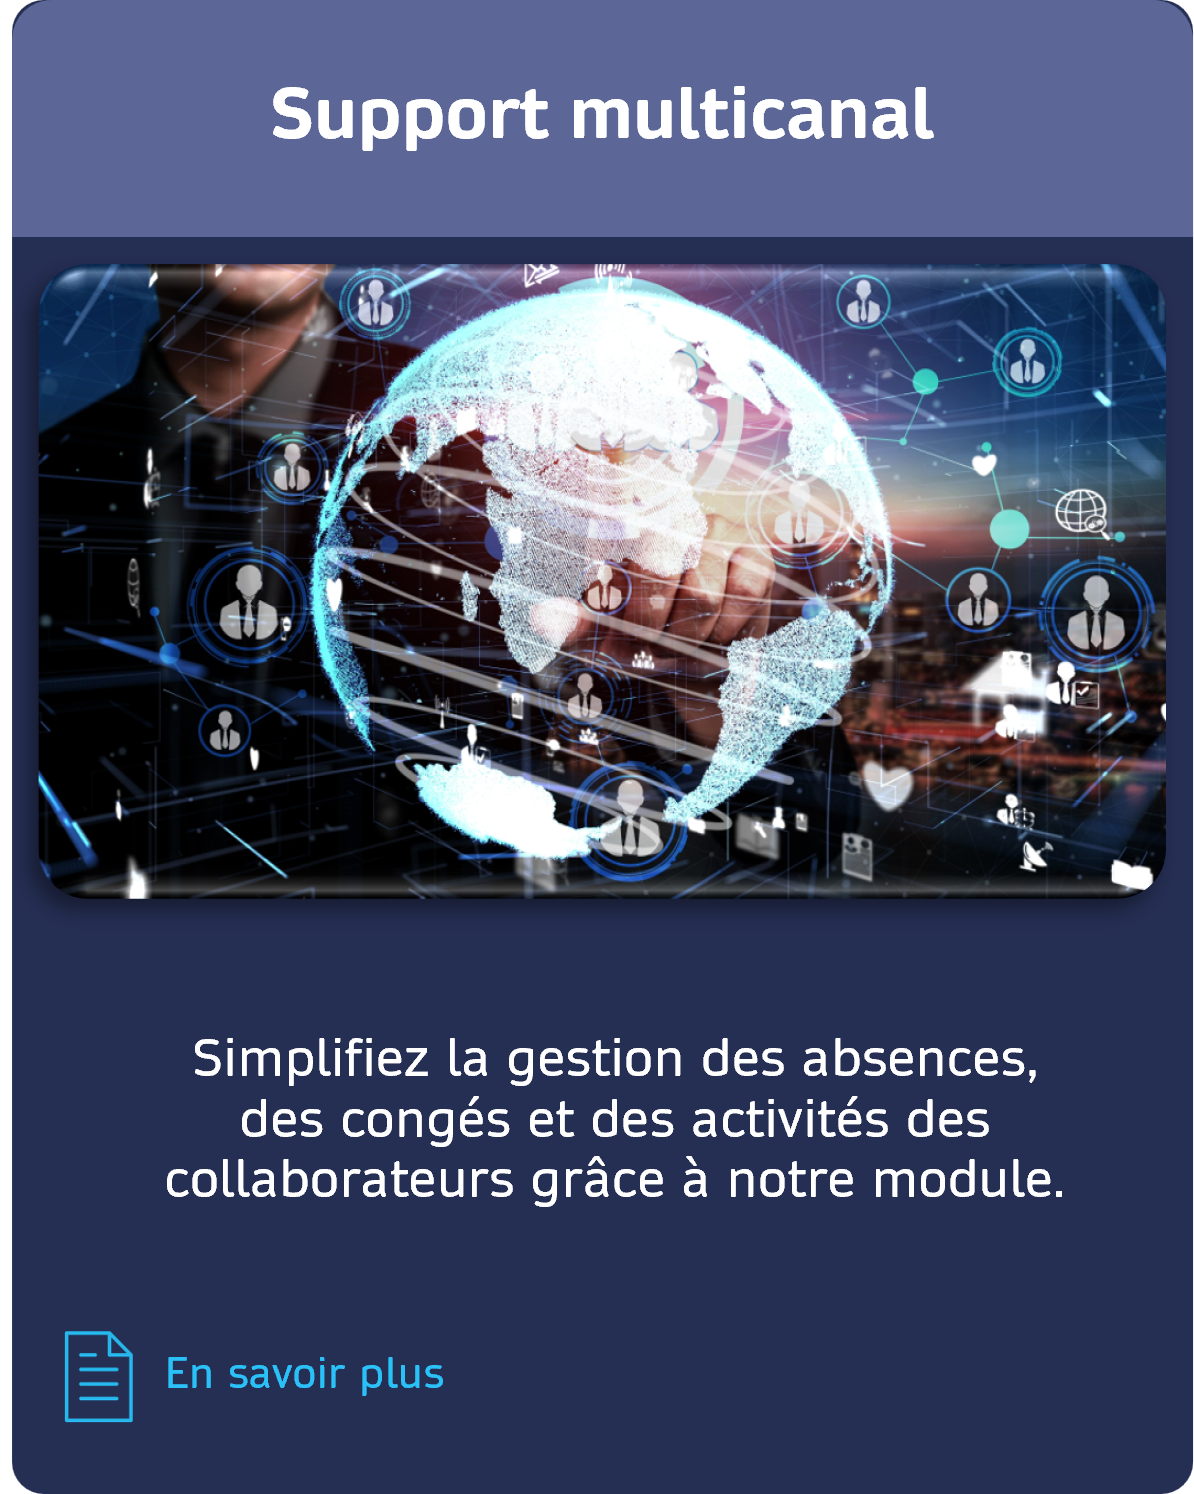 Support multicanal
Simplifiez la gestion des absences,
des congés et des activités des
collaborateurs grâce à notre module.
En savoir plus